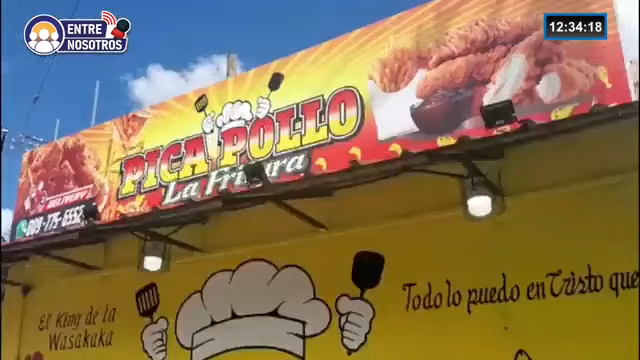 ENTRE
NOSOTROS
12:34:18
PICA POLLO
La Fritura
DELIVERY
809-775-6552
El King de la
Wasakaka
Todo lo puedo en Cristo que